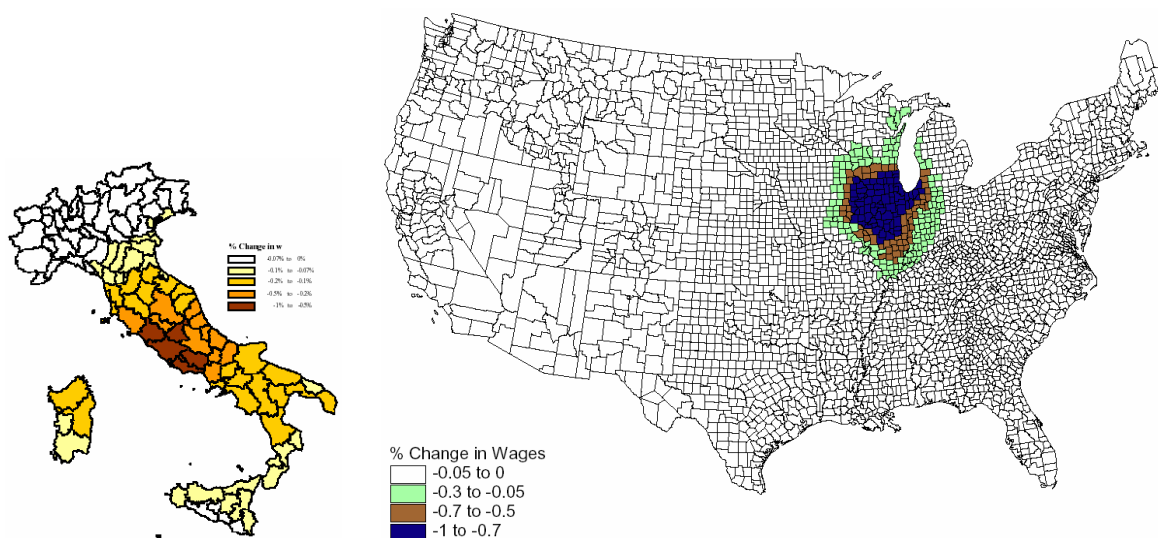 % Change in w
-0.07% to 0%
-0.1% to -0.07%
-0.2% to -0.1%
-0.5% to -0.2%
-1% to -0.5%
% Change in Wages
-0.05 to 0
-0.3 to -0.05
-0.7 to -0.5
-1 to -0.7